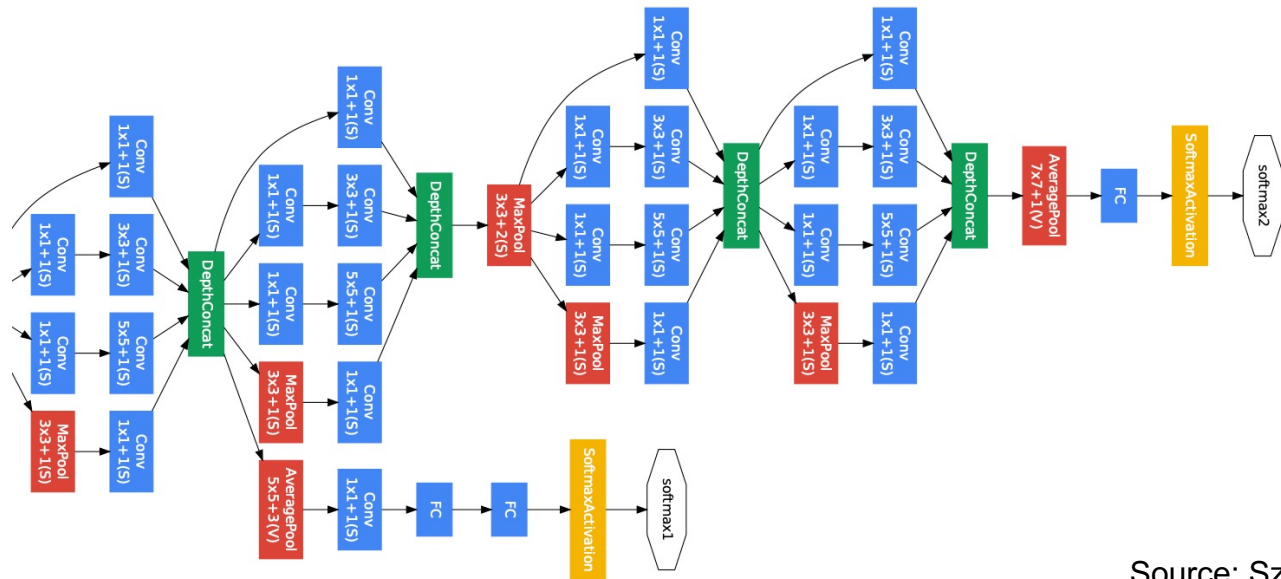 Conv
1x1+1(S)
Conv
1x1+1(S)
Conv
3x3+1(S)
Conv
1x1+1(S)
Conv
5x5+1(S)
MaxPool
3x3+1(S)
Conv
1x1+1(S)
DepthConcat
Conv
1x1+1(S)
Conv
1x1+1(S)
Conv
3x3+1(S)
Conv
1x1+1(S)
Conv
5x5+1(S)
MaxPool
3x3+1(S)
Conv
1x1+1(S)
DepthConcat
AveragePool
5x5+3(V)
Conv
1x1+1(S)
FC
FC
SoftmaxActivation
softmax1
MaxPool
3x3+2(S)
Conv
1x1+1(S)
Conv
1x1+1(S)
Conv
3x3+1(S)
Conv
1x1+1(S)
Conv
5x5+1(S)
MaxPool
3x3+1(S)
Conv
1x1+1(S)
DepthConcat
Conv
1x1+1(S)
Conv
1x1+1(S)
Conv
3x3+1(S)
Conv
1x1+1(S)
Conv
5x5+1(S)
MaxPool
3x3+1(S)
Conv
1x1+1(S)
DepthConcat
AveragePool
7x7+1(V)
FC
SoftmaxActivation
softmax2
Source: Sz